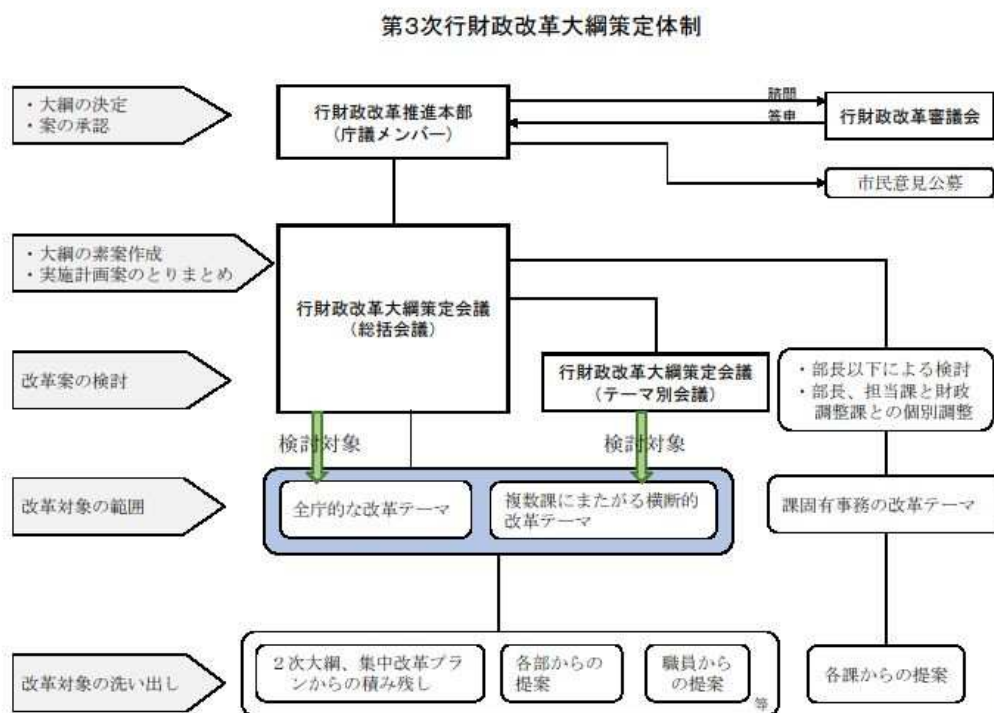 第3次行財政改革大綱策定体制
・大綱の決定
・案の承認
行財政改革推進本部
(庁議メンバー)
諮問
答申
行財政改革審議会
市民意見公募
・大綱の素案作成
・実施計画案のとりまとめ
行財政改革大綱策定会議
(総括会議)
改革案の検討
行財政改革大綱策定会議
(テーマ別会議)
・部長以下による検討
・部長、担当課と財政
調整課との個別調整
検討対象
検討対象
改革対象の範囲
全庁的な改革テーマ
複数課にまたがる横断的
改革テーマ
課固有事務の改革テーマ
改革対象の洗い出し
2次大綱、集中改革プラ
ンからの積み残し
各部からの
提案
職員から
の提案
等
各課からの提案